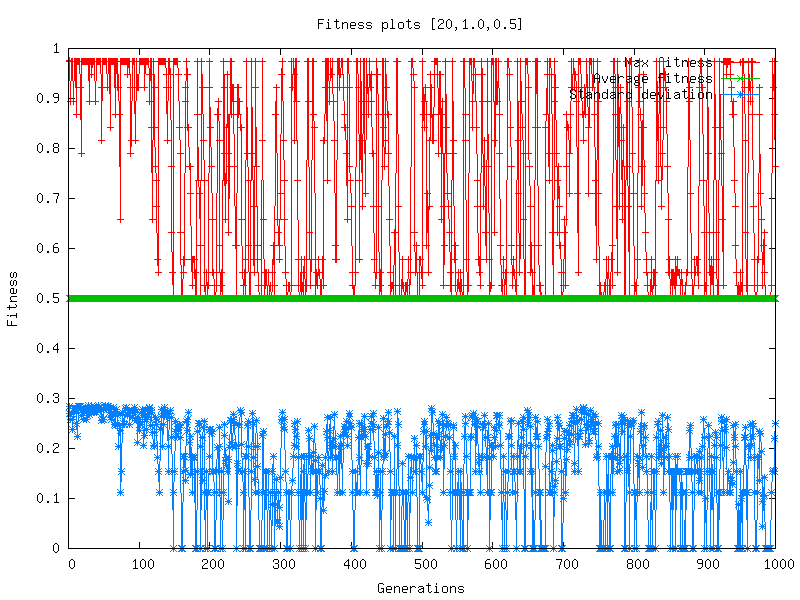 Fitness plots [20,1.0,0.5]
1
Max fitness
Average fitness
Standard deviation
0.9
0.8
0.7
0.6
0.5
0.4
0.3
0.2
0.1
0
Fitness
0 100 200 300 400 500 600 700 800 900 1000
Generations